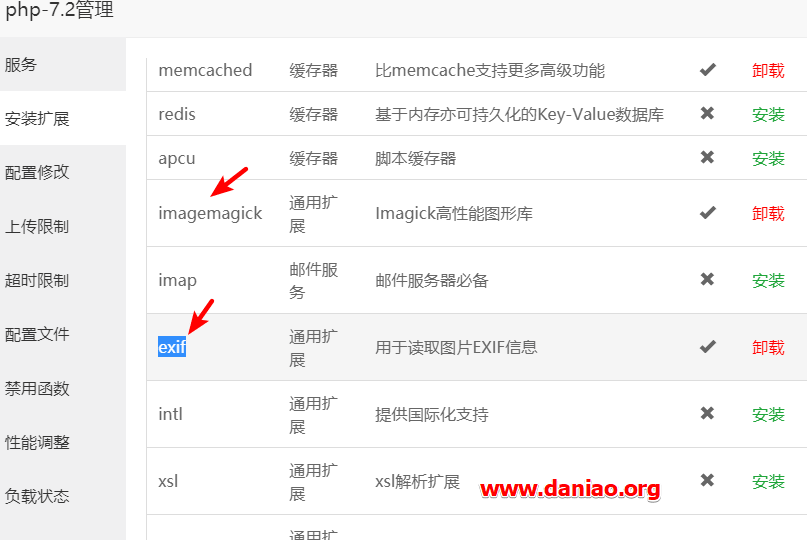 php-7.2管理
服务
安装扩展
配置修改
上传限制
超时限制
配置文件
禁用函数
性能调整
负载状态
memcached 缓存器 比memcache支持更多高级功能 ✔ 卸载
redis 缓存器 基于内存亦可持久化的Key-Value数据库 ✖ 安装
apcu 缓存器 脚本缓存器 ✖ 安装
imagemagick 通用扩展 Imagick高性能图形库 ✔ 卸载
imap 邮件服务 邮件服务器必备 ✖ 安装
exif 通用扩展 用于读取图片EXIF信息 ✔ 卸载
intl 通用扩展 提供国际化支持 ✖ 安装
xsl 通用扩展 xsl解析扩展 ✖ 安装
www.daniao.org
通用扩